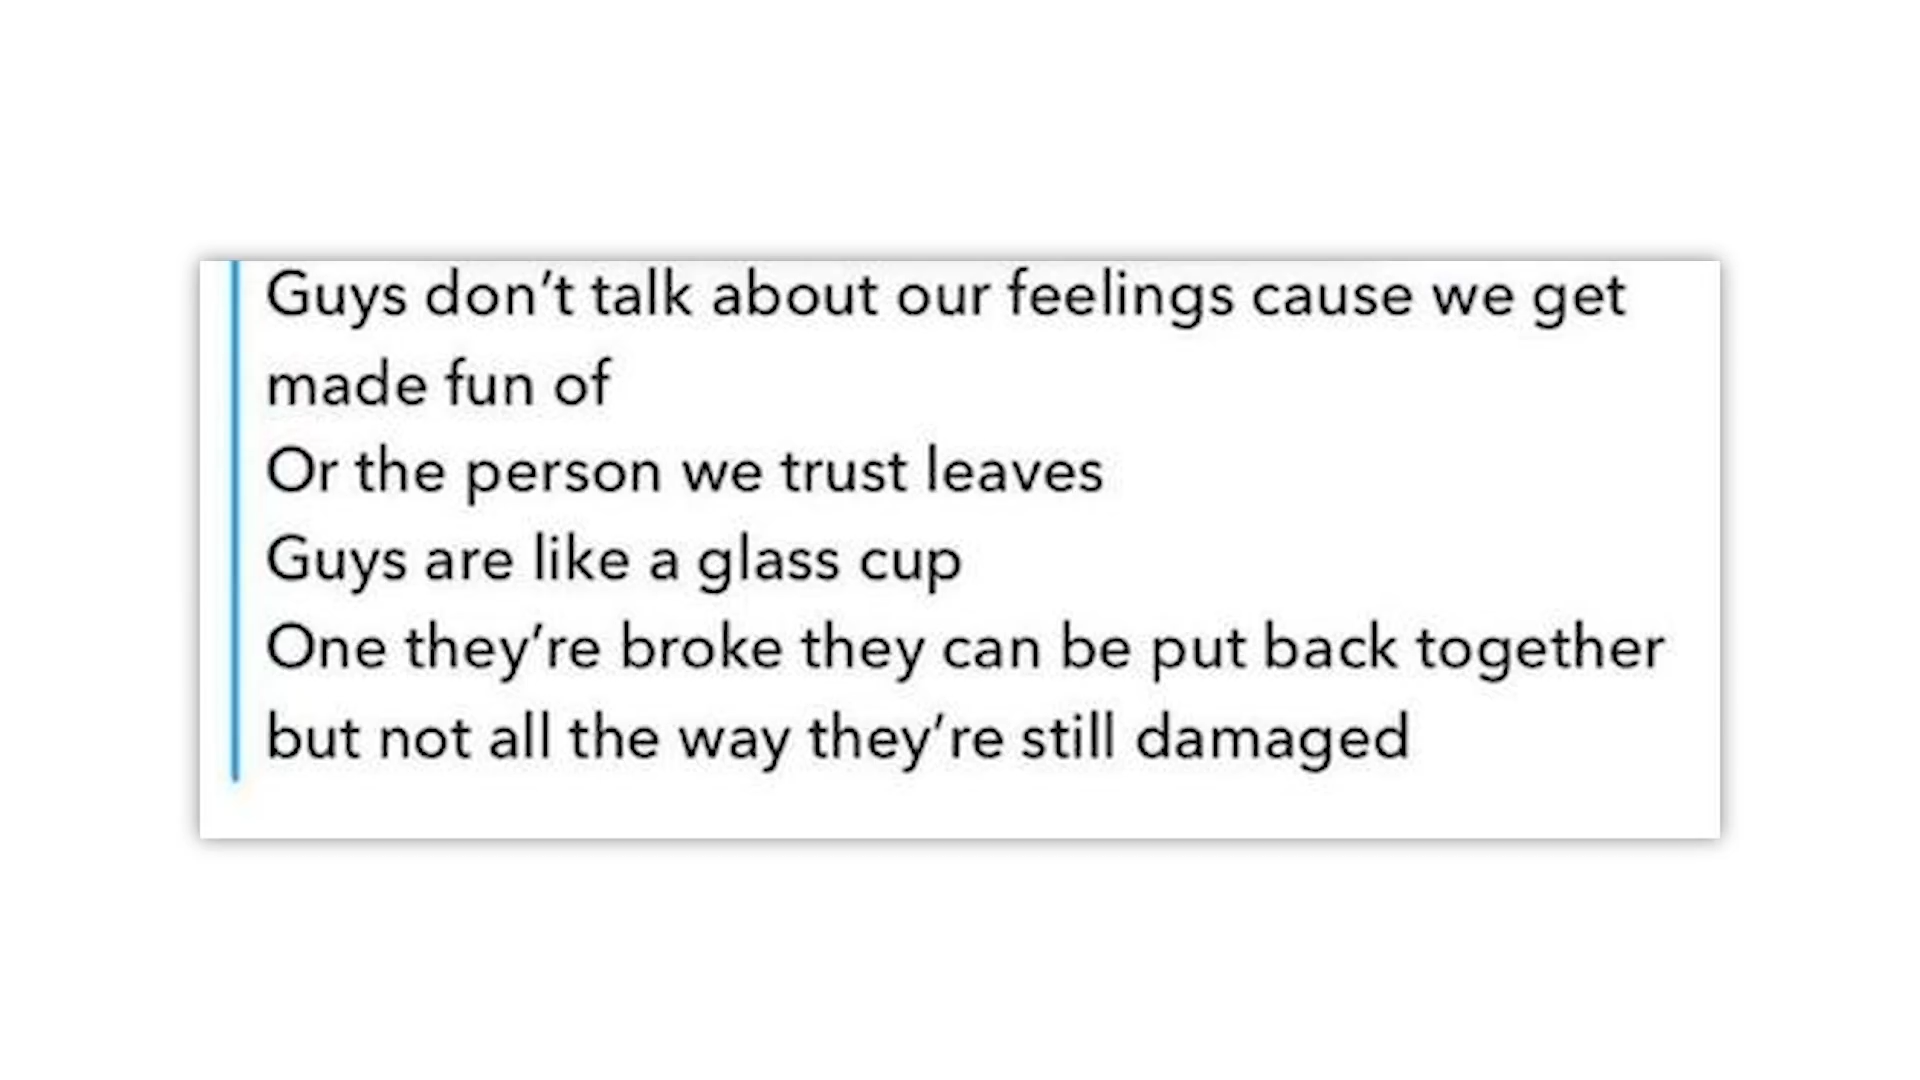 Guys don’t talk about our feelings cause we get
made fun of
Or the person we trust leaves
Guys are like a glass cup
One they’re broke they can be put back together
but not all the way they’re still damaged